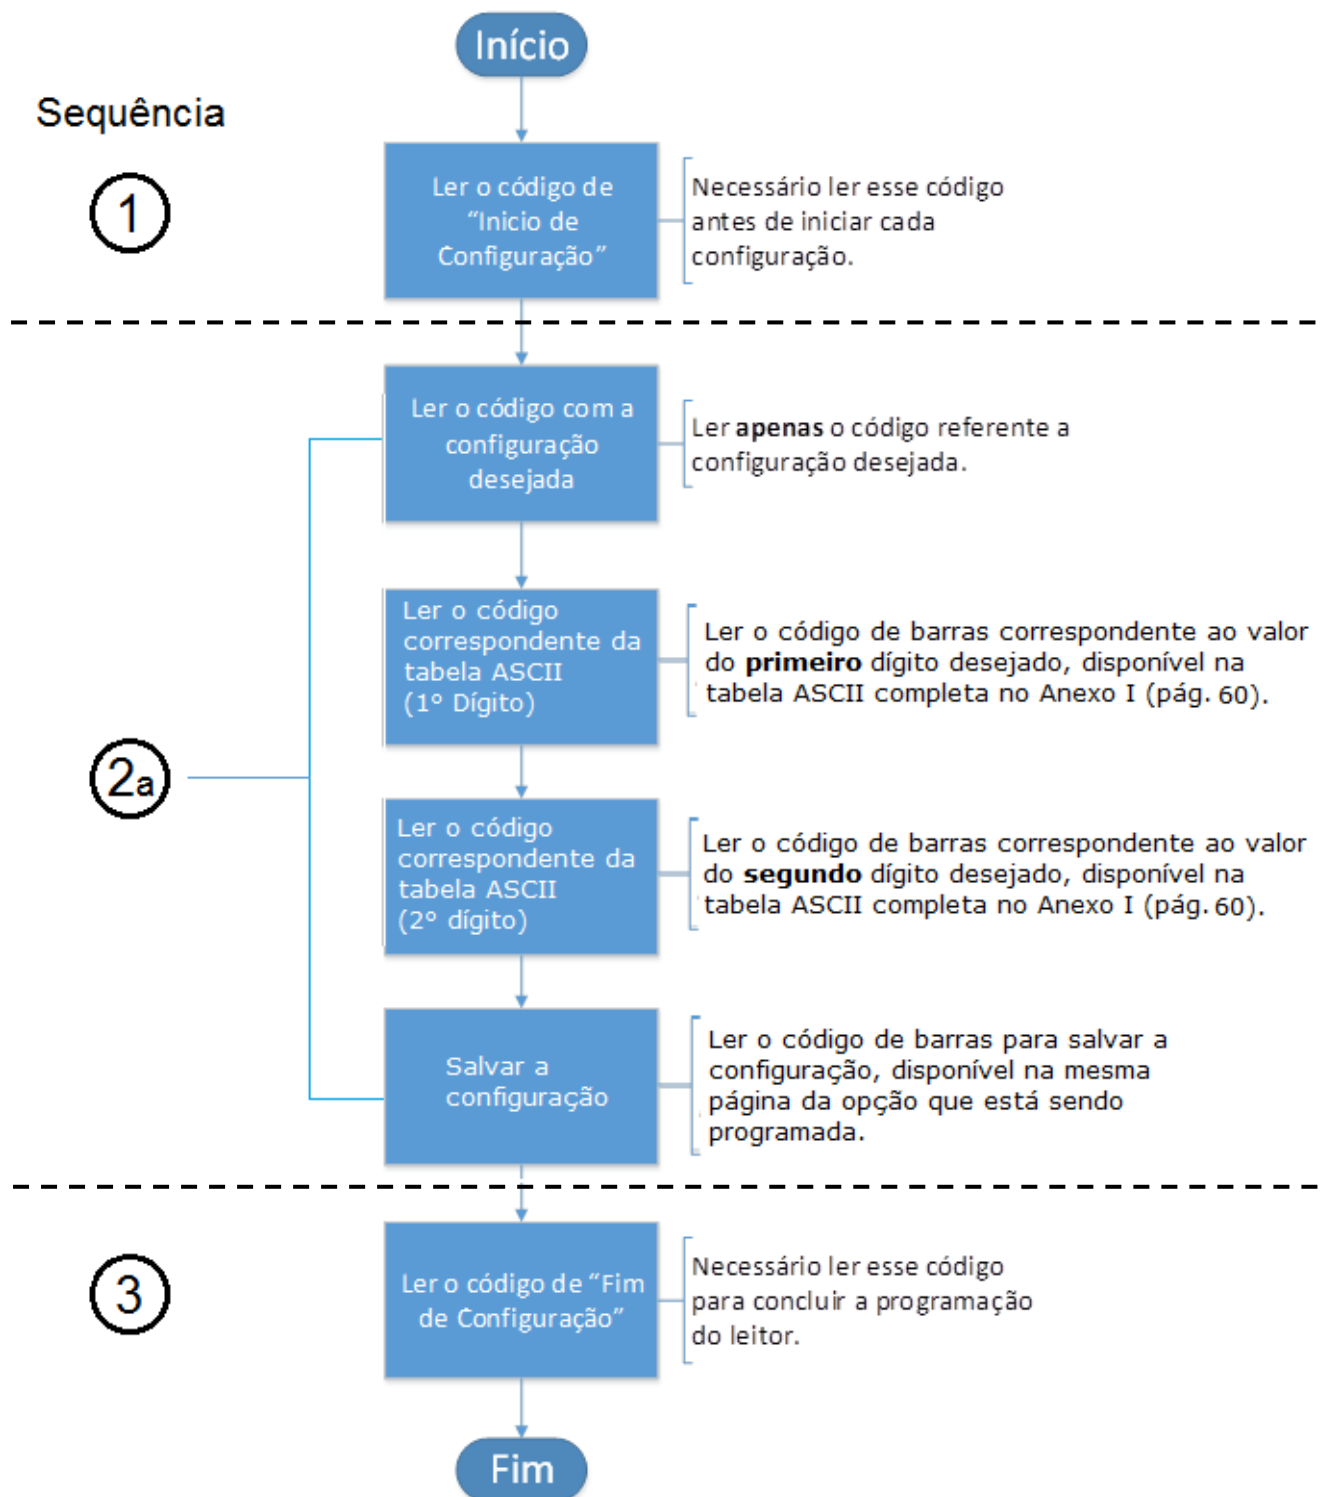 Início
Sequência
1
Ler o código de
“Inicio de
Configuração”
Necessário ler esse código
antes de iniciar cada
configuração.
Ler o código com a
configuração
desejada
Ler apenas o código referente a
configuração desejada.
Ler o código
correspondente da
tabela ASCII
(1º Dígito)
Ler o código de barras correspondente ao valor
do primeiro dígito desejado, disponível na
tabela ASCII completa no Anexo I (pág. 60).
2a
Ler o código
correspondente da
tabela ASCII
(2º dígito)
Ler o código de barras correspondente ao valor
do segundo dígito desejado, disponível na
tabela ASCII completa no Anexo I (pág. 60).
Salvar a
configuração
Ler o código de barras para salvar a
configuração, disponível na mesma
página da opção que está sendo
programada.
3
Ler o código de “Fim
de Configuração”
Necessário ler esse código
para concluir a programação
do leitor.
Fim